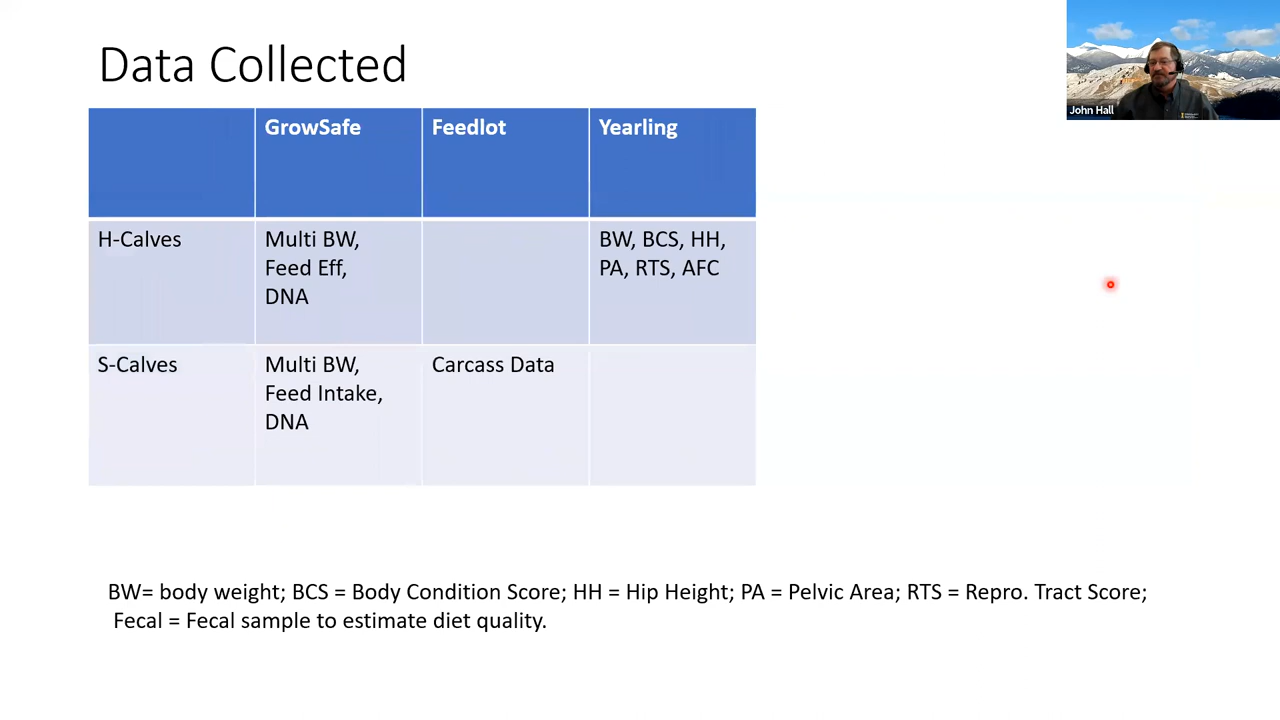 Data Collected
John Hall
GrowSafe
Feedlot
Yearling
H-Calves
Multi BW,
Feed Eff,
DNA
BW, BCS, HH,
PA, RTS, AFC
S-Calves
Multi BW,
Feed Intake,
DNA
Carcass Data
BW= body weight; BCS = Body Condition Score; HH = Hip Height; PA = Pelvic Area; RTS = Repro. Tract Score;
Fecal = Fecal sample to estimate diet quality.